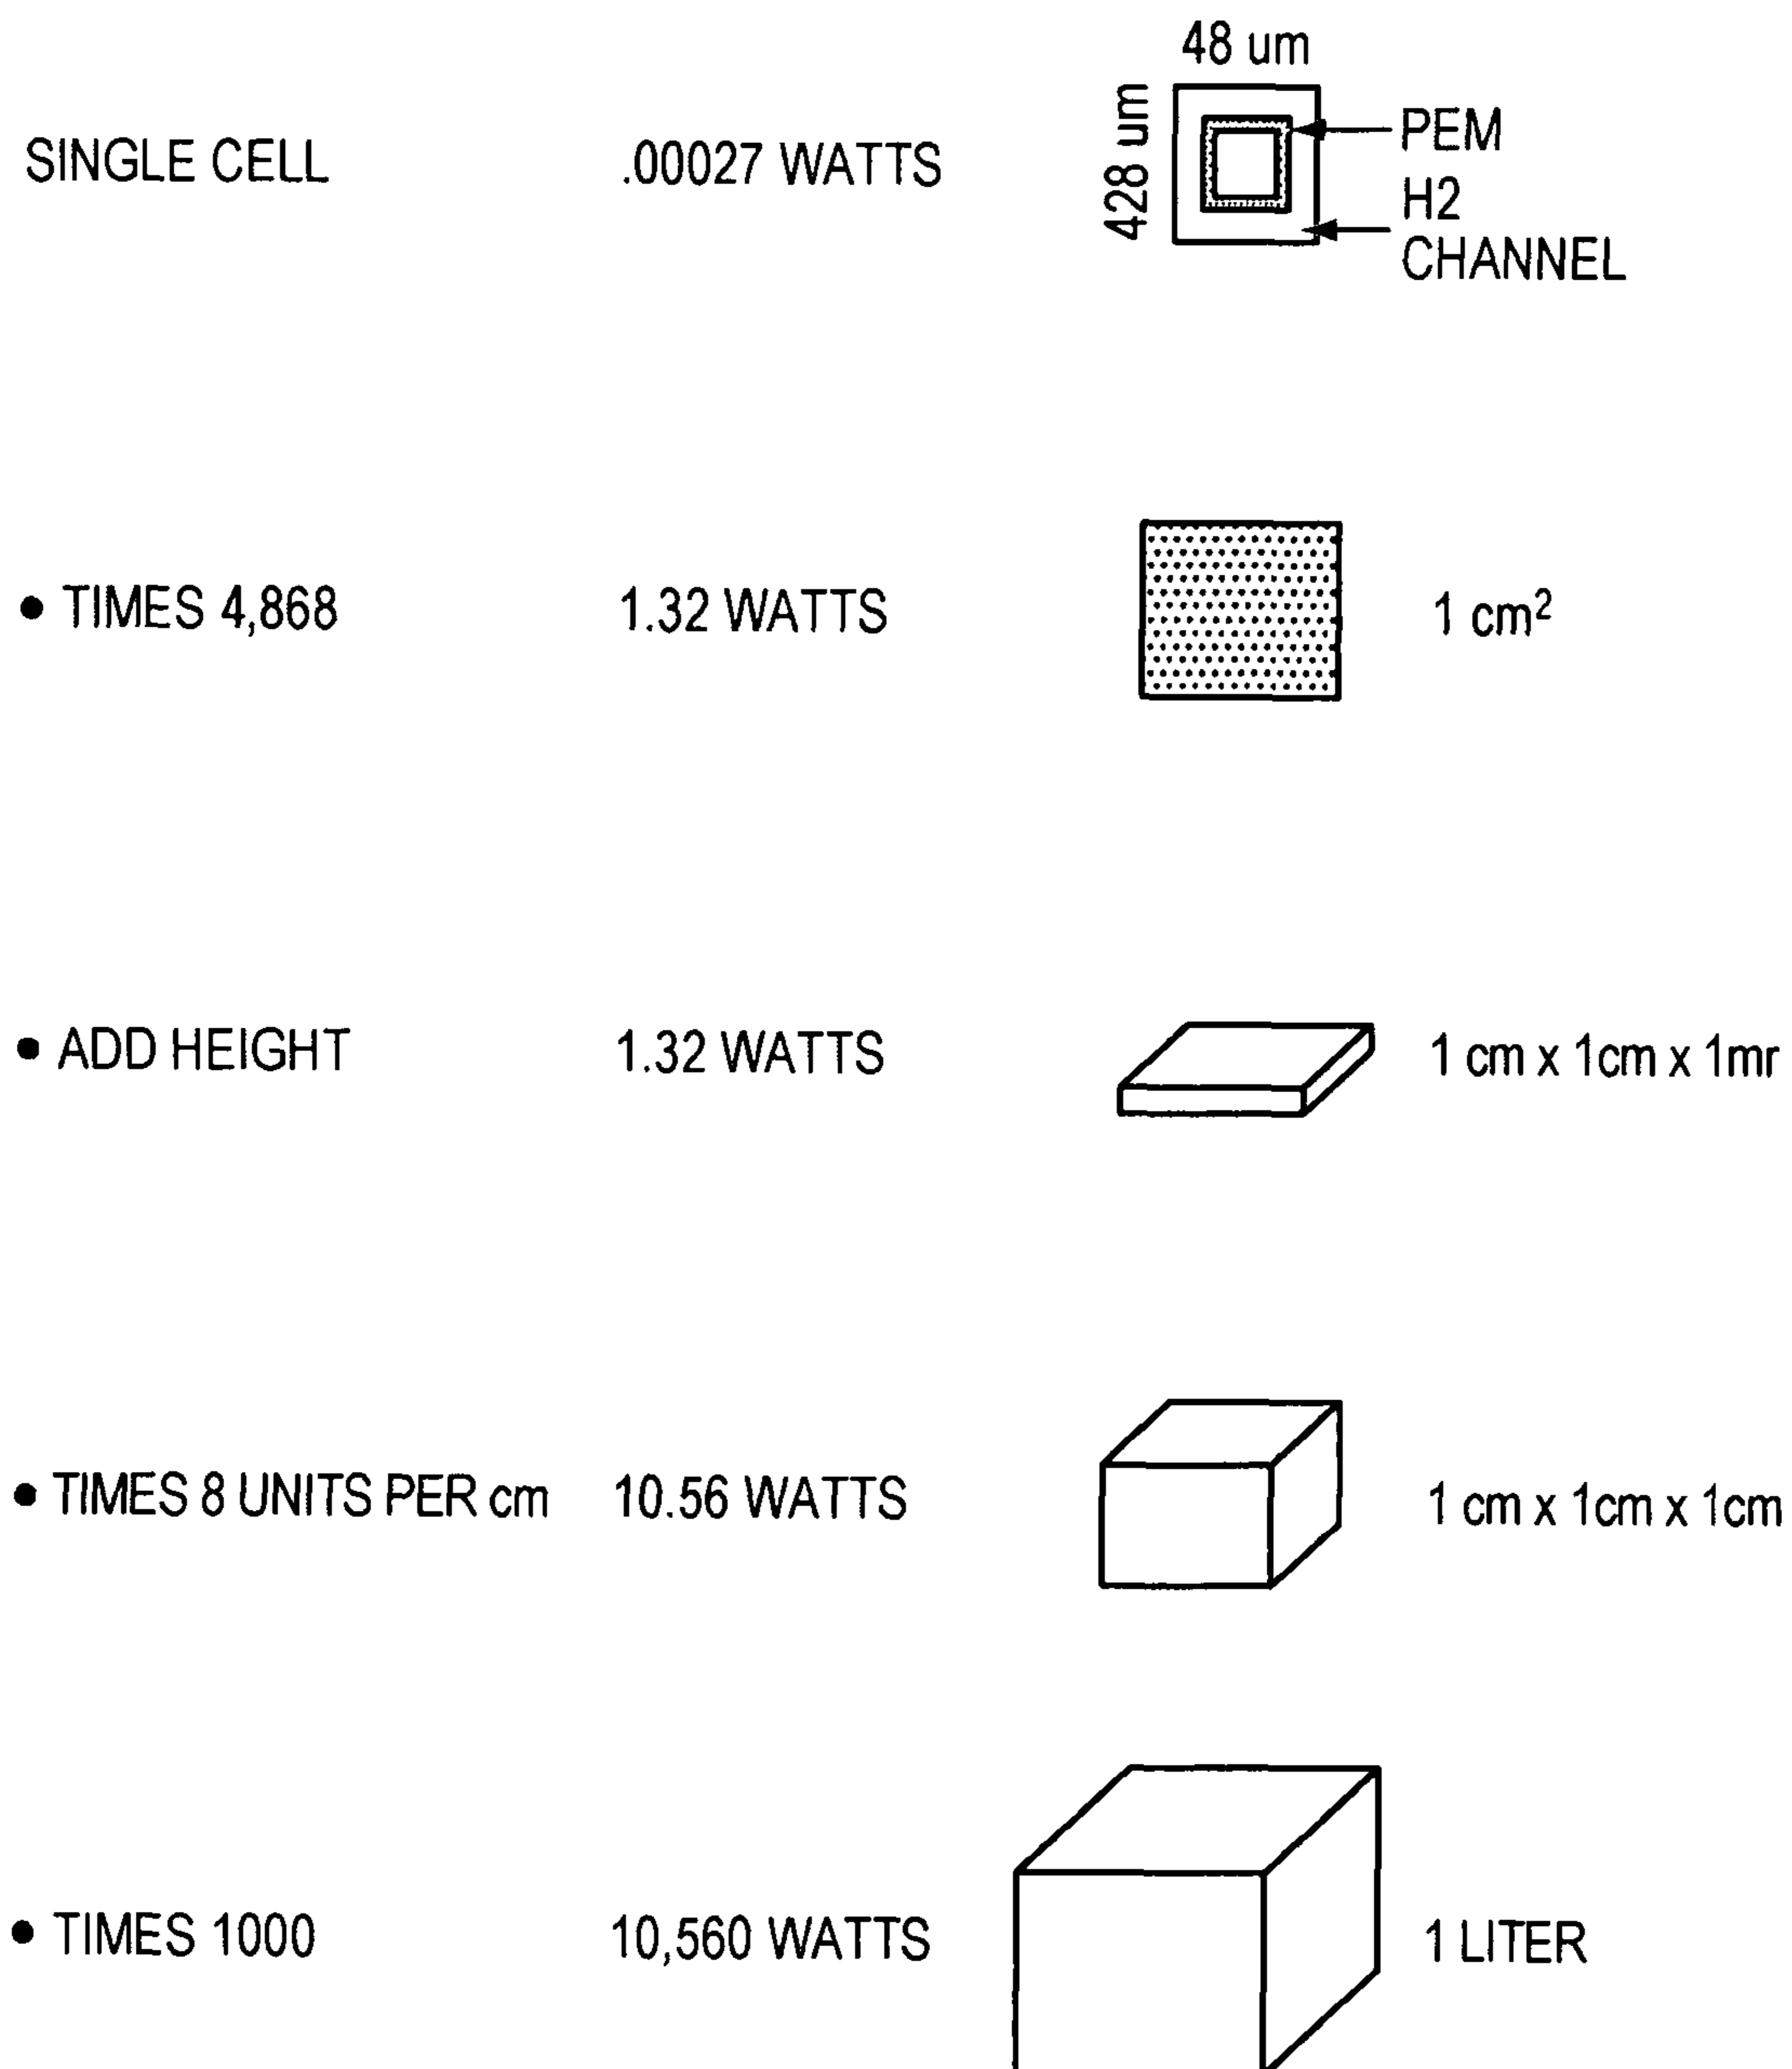 48 um
428 um
SINGLE CELL .00027 WATTS
PEM
H2
CHANNEL
• TIMES 4,868 1.32 WATTS 1 cm²
• ADD HEIGHT 1.32 WATTS 1 cm x 1cm x 1mr
• TIMES 8 UNITS PER cm 10.56 WATTS 1 cm x 1cm x 1cm
• TIMES 1000 10,560 WATTS 1 LITER